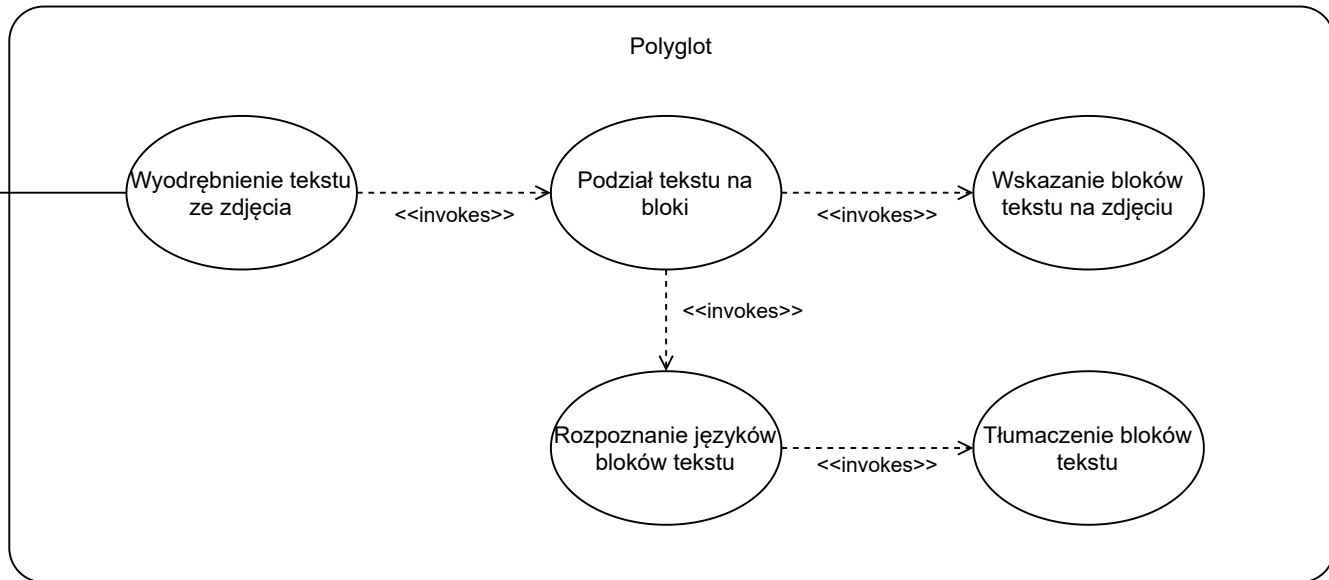 Polyglot
Wyodrębnienie tekstu
ze zdjęcia
<<invokes>>
Podział tekstu na
bloki
<<invokes>>
Wskazanie bloków
tekstu na zdjęciu
<<invokes>>
Rozpoznanie języków
bloków tekstu
<<invokes>>
Tłumaczenie bloków
tekstu